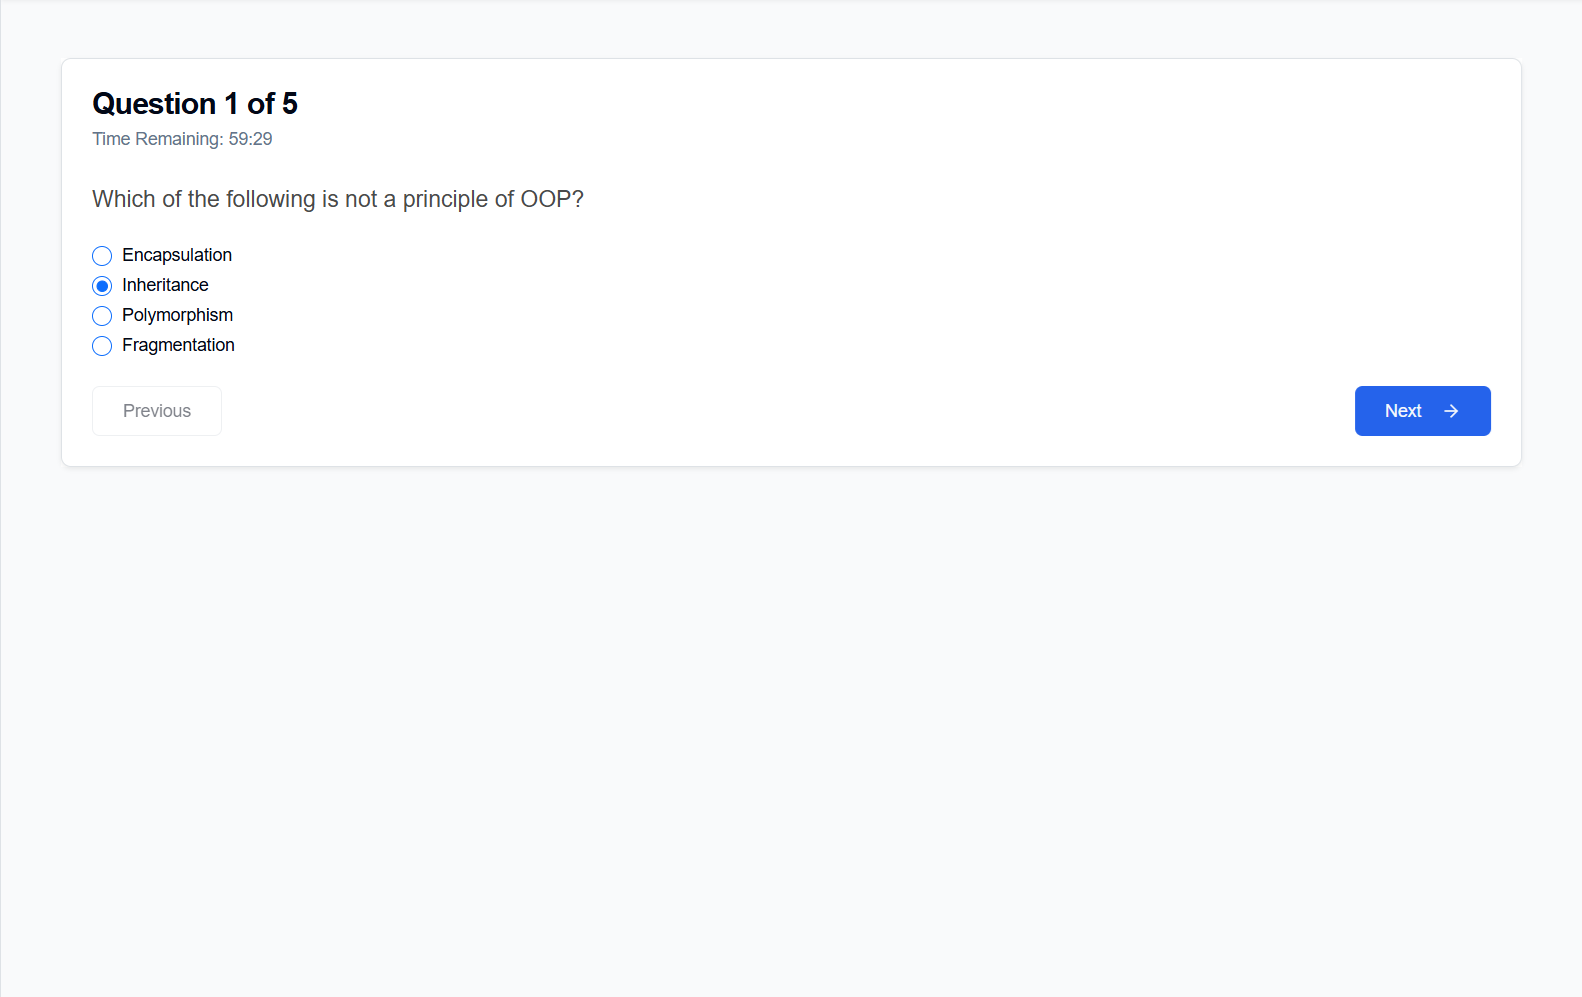 Question 1 of 5
Time Remaining: 59:29
Which of the following is not a principle of OOP?
Encapsulation
Inheritance
Polymorphism
Fragmentation
Previous
Next